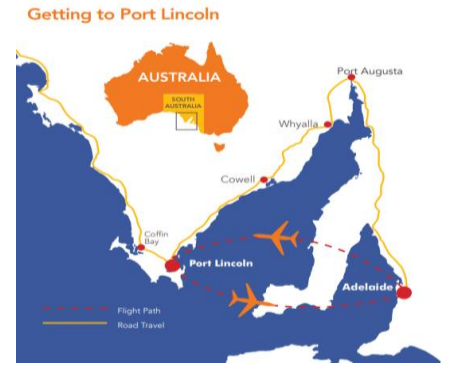 Getting to Port Lincoln
AUSTRALIA
SOUTH
AUSTRALIA
Port Augusta
Whyalla
Cowell
Coffin
Bay
Port Lincoln
Adelaide
Flight Path
Road Travel